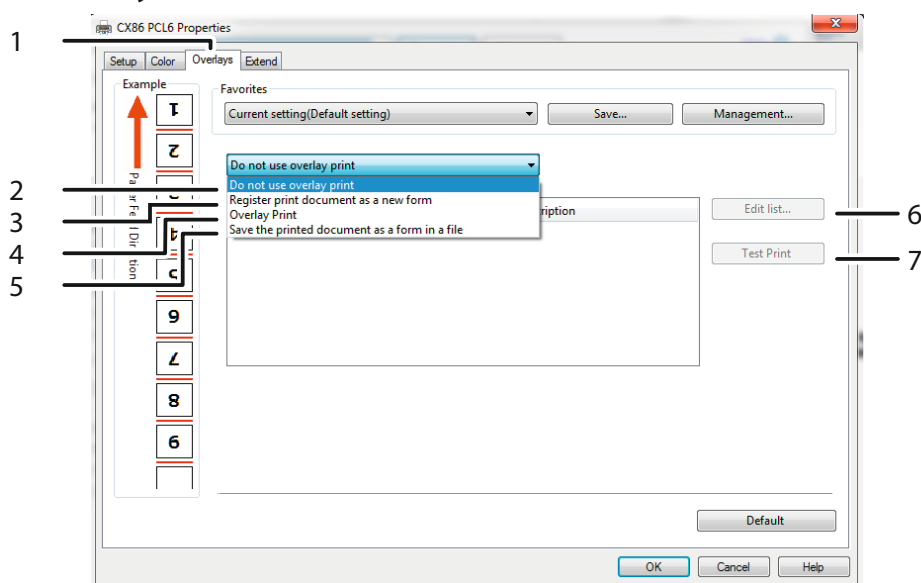 CX86 PCL6 Properties
1
Setup Color Overlays Extend
Example
Favorites
Current setting(Default setting) Save... Management...
Do not use overlay print
2 Do not use overlay print
3 Register print document as a new form
4 Overlay Print
5 Save the printed document as a form in a file
ription
Edit list... 6
Test Print 7
1
2
4
5
6
7
8
9
Default
OK Cancel Help